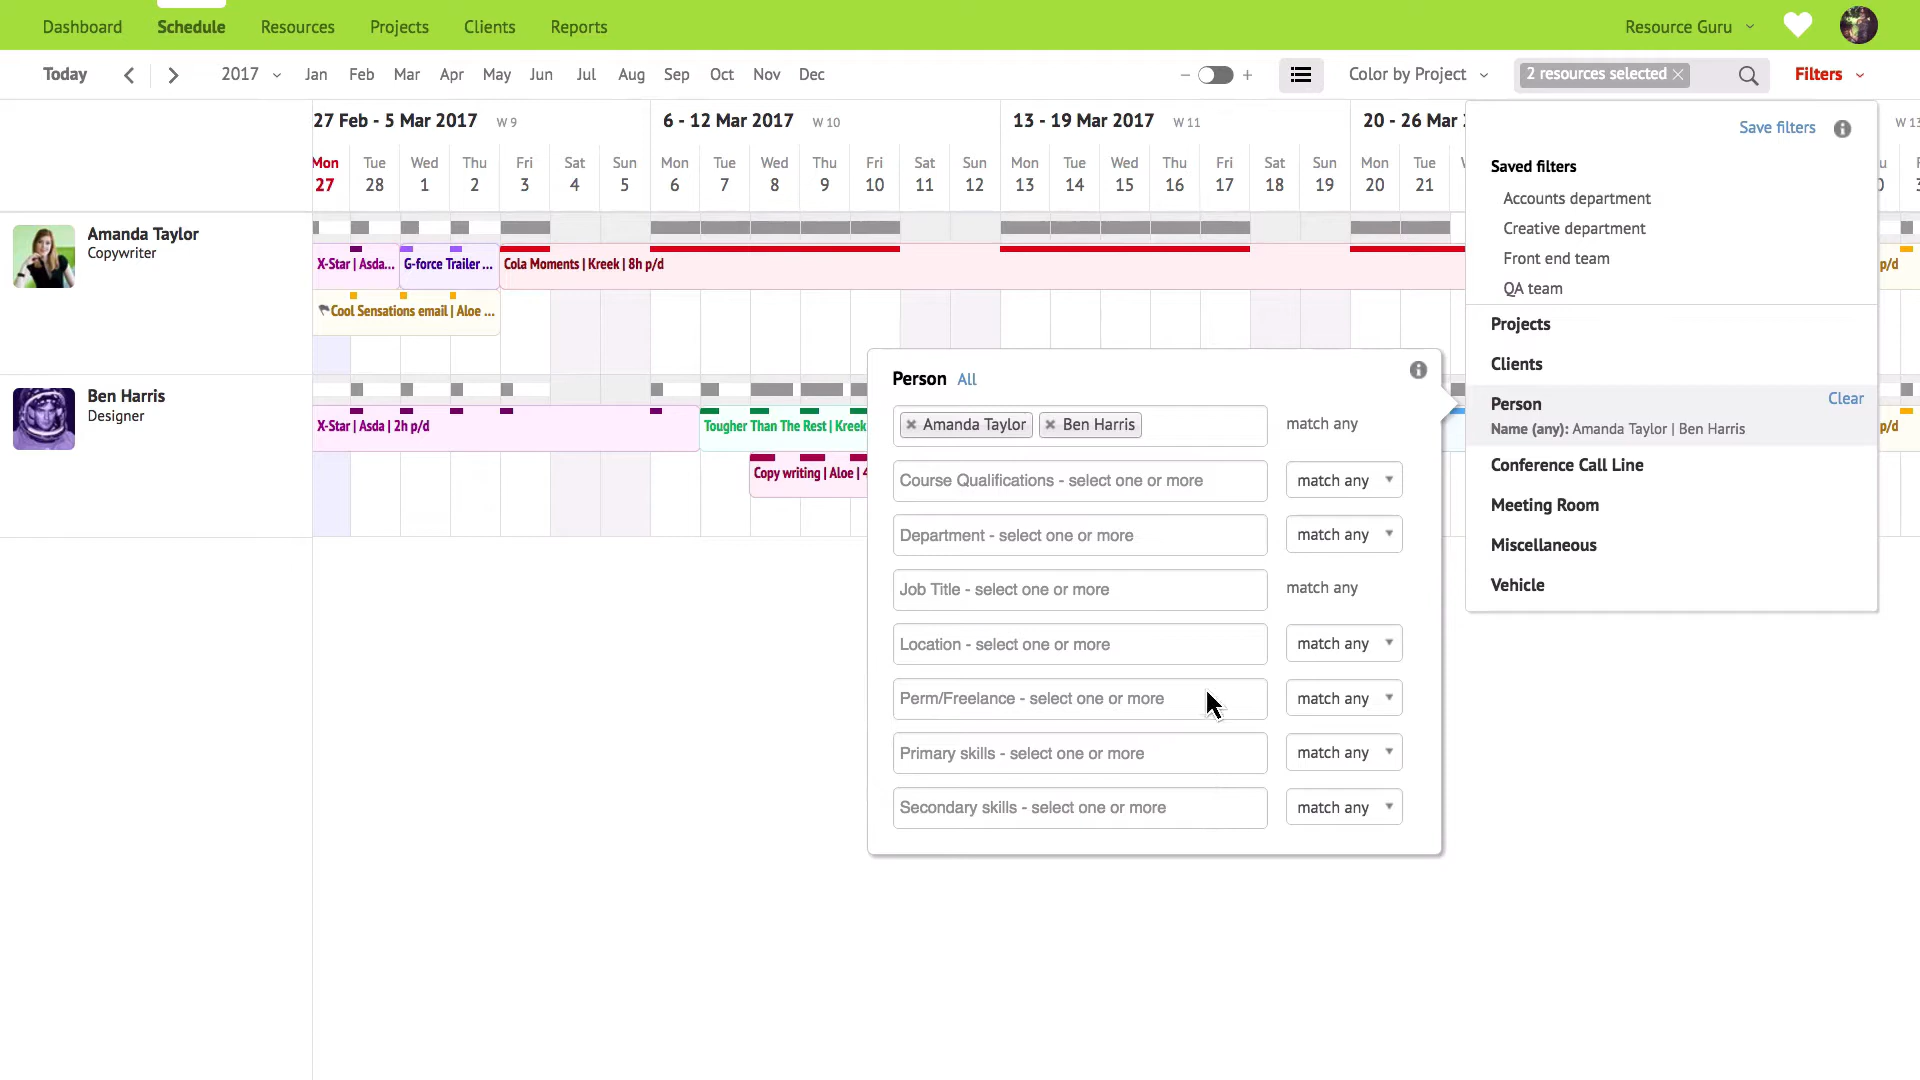 Dashboard Schedule Resources Projects Clients Reports Resource Guru
Today 2017 Jan Feb Mar Apr May Jun Jul Aug Sep Oct Nov Dec − + Color by Project 2 resources selected Filters
27 Feb - 5 Mar 2017 W 9 6 - 12 Mar 2017 W 10 13 - 19 Mar 2017 W 11 20 - 26 Mar W 13
Mon Tue Wed Thu Fri Sat Sun Mon Tue Wed Thu Fri Sat Sun Mon Tue Wed Thu Fri Sat Sun Mon Tue
27 28 1 2 3 4 5 6 7 8 9 10 11 12 13 14 15 16 17 18 19 20 21
Save filters
Saved filters
Accounts department
Creative department
Front end team
QA team
Projects
Clients
Person Clear
Name (any): Amanda Taylor | Ben Harris
Conference Call Line
Meeting Room
Miscellaneous
Vehicle
Amanda Taylor
Copywriter
X-Star | Asda... G-force Trailer ... Cola Moments | Kreek | 8h p/d p/d
Cool Sensations email | Aloe ...
Ben Harris
Designer
X-Star | Asda | 2h p/d Tougher Than The Rest | Kreek p/d
Copy writing | Aloe | 4
Person All
Amanda Taylor Ben Harris match any
Course Qualifications - select one or more match any
Department - select one or more match any
Job Title - select one or more match any
Location - select one or more match any
Perm/Freelance - select one or more match any
Primary skills - select one or more match any
Secondary skills - select one or more match any